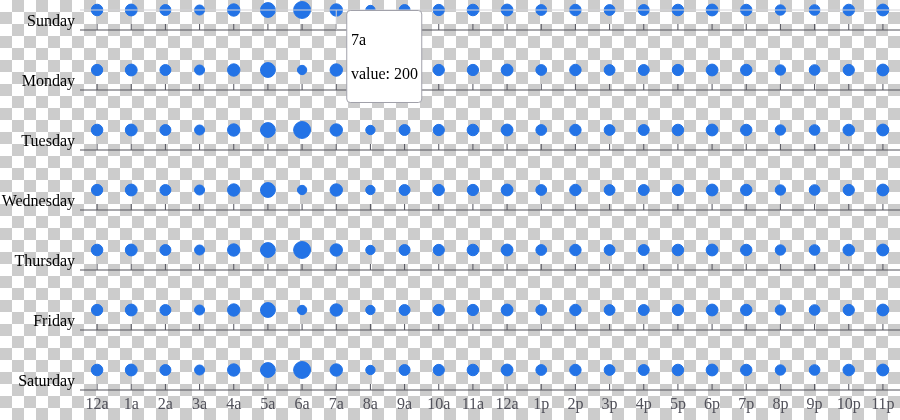 Sunday
7a
value: 200
Monday
Tuesday
Wednesday
Thursday
Friday
Saturday
12a 1a 2a 3a 4a 5a 6a 7a 8a 9a 10a 11a 12a 1p 2p 3p 4p 5p 6p 7p 8p 9p 10p 11p